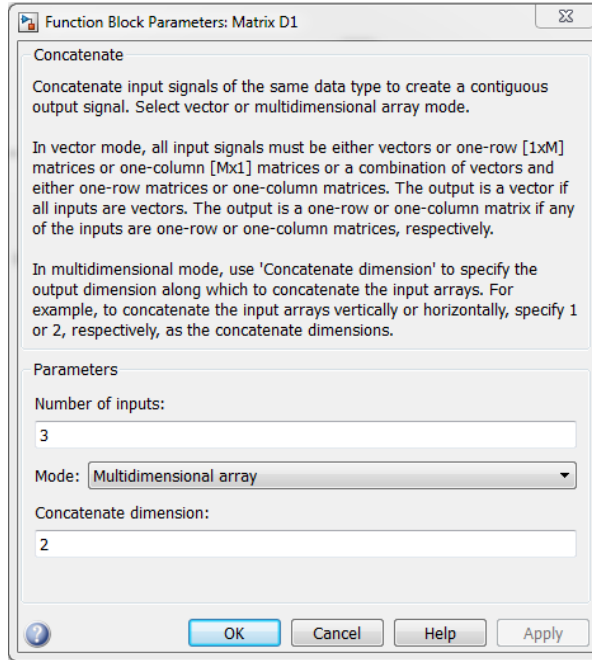 Function Block Parameters: Matrix D1
Concatenate
Concatenate input signals of the same data type to create a contiguous
output signal. Select vector or multidimensional array mode.
In vector mode, all input signals must be either vectors or one-row [1xM]
matrices or one-column [Mx1] matrices or a combination of vectors and
either one-row matrices or one-column matrices. The output is a vector if
all inputs are vectors. The output is a one-row or one-column matrix if any
of the inputs are one-row or one-column matrices, respectively.
In multidimensional mode, use 'Concatenate dimension' to specify the
output dimension along which to concatenate the input arrays. For
example, to concatenate the input arrays vertically or horizontally, specify 1
or 2, respectively, as the concatenate dimensions.
Parameters
Number of inputs:
3
Mode: Multidimensional array
Concatenate dimension:
2
OK Cancel Help Apply